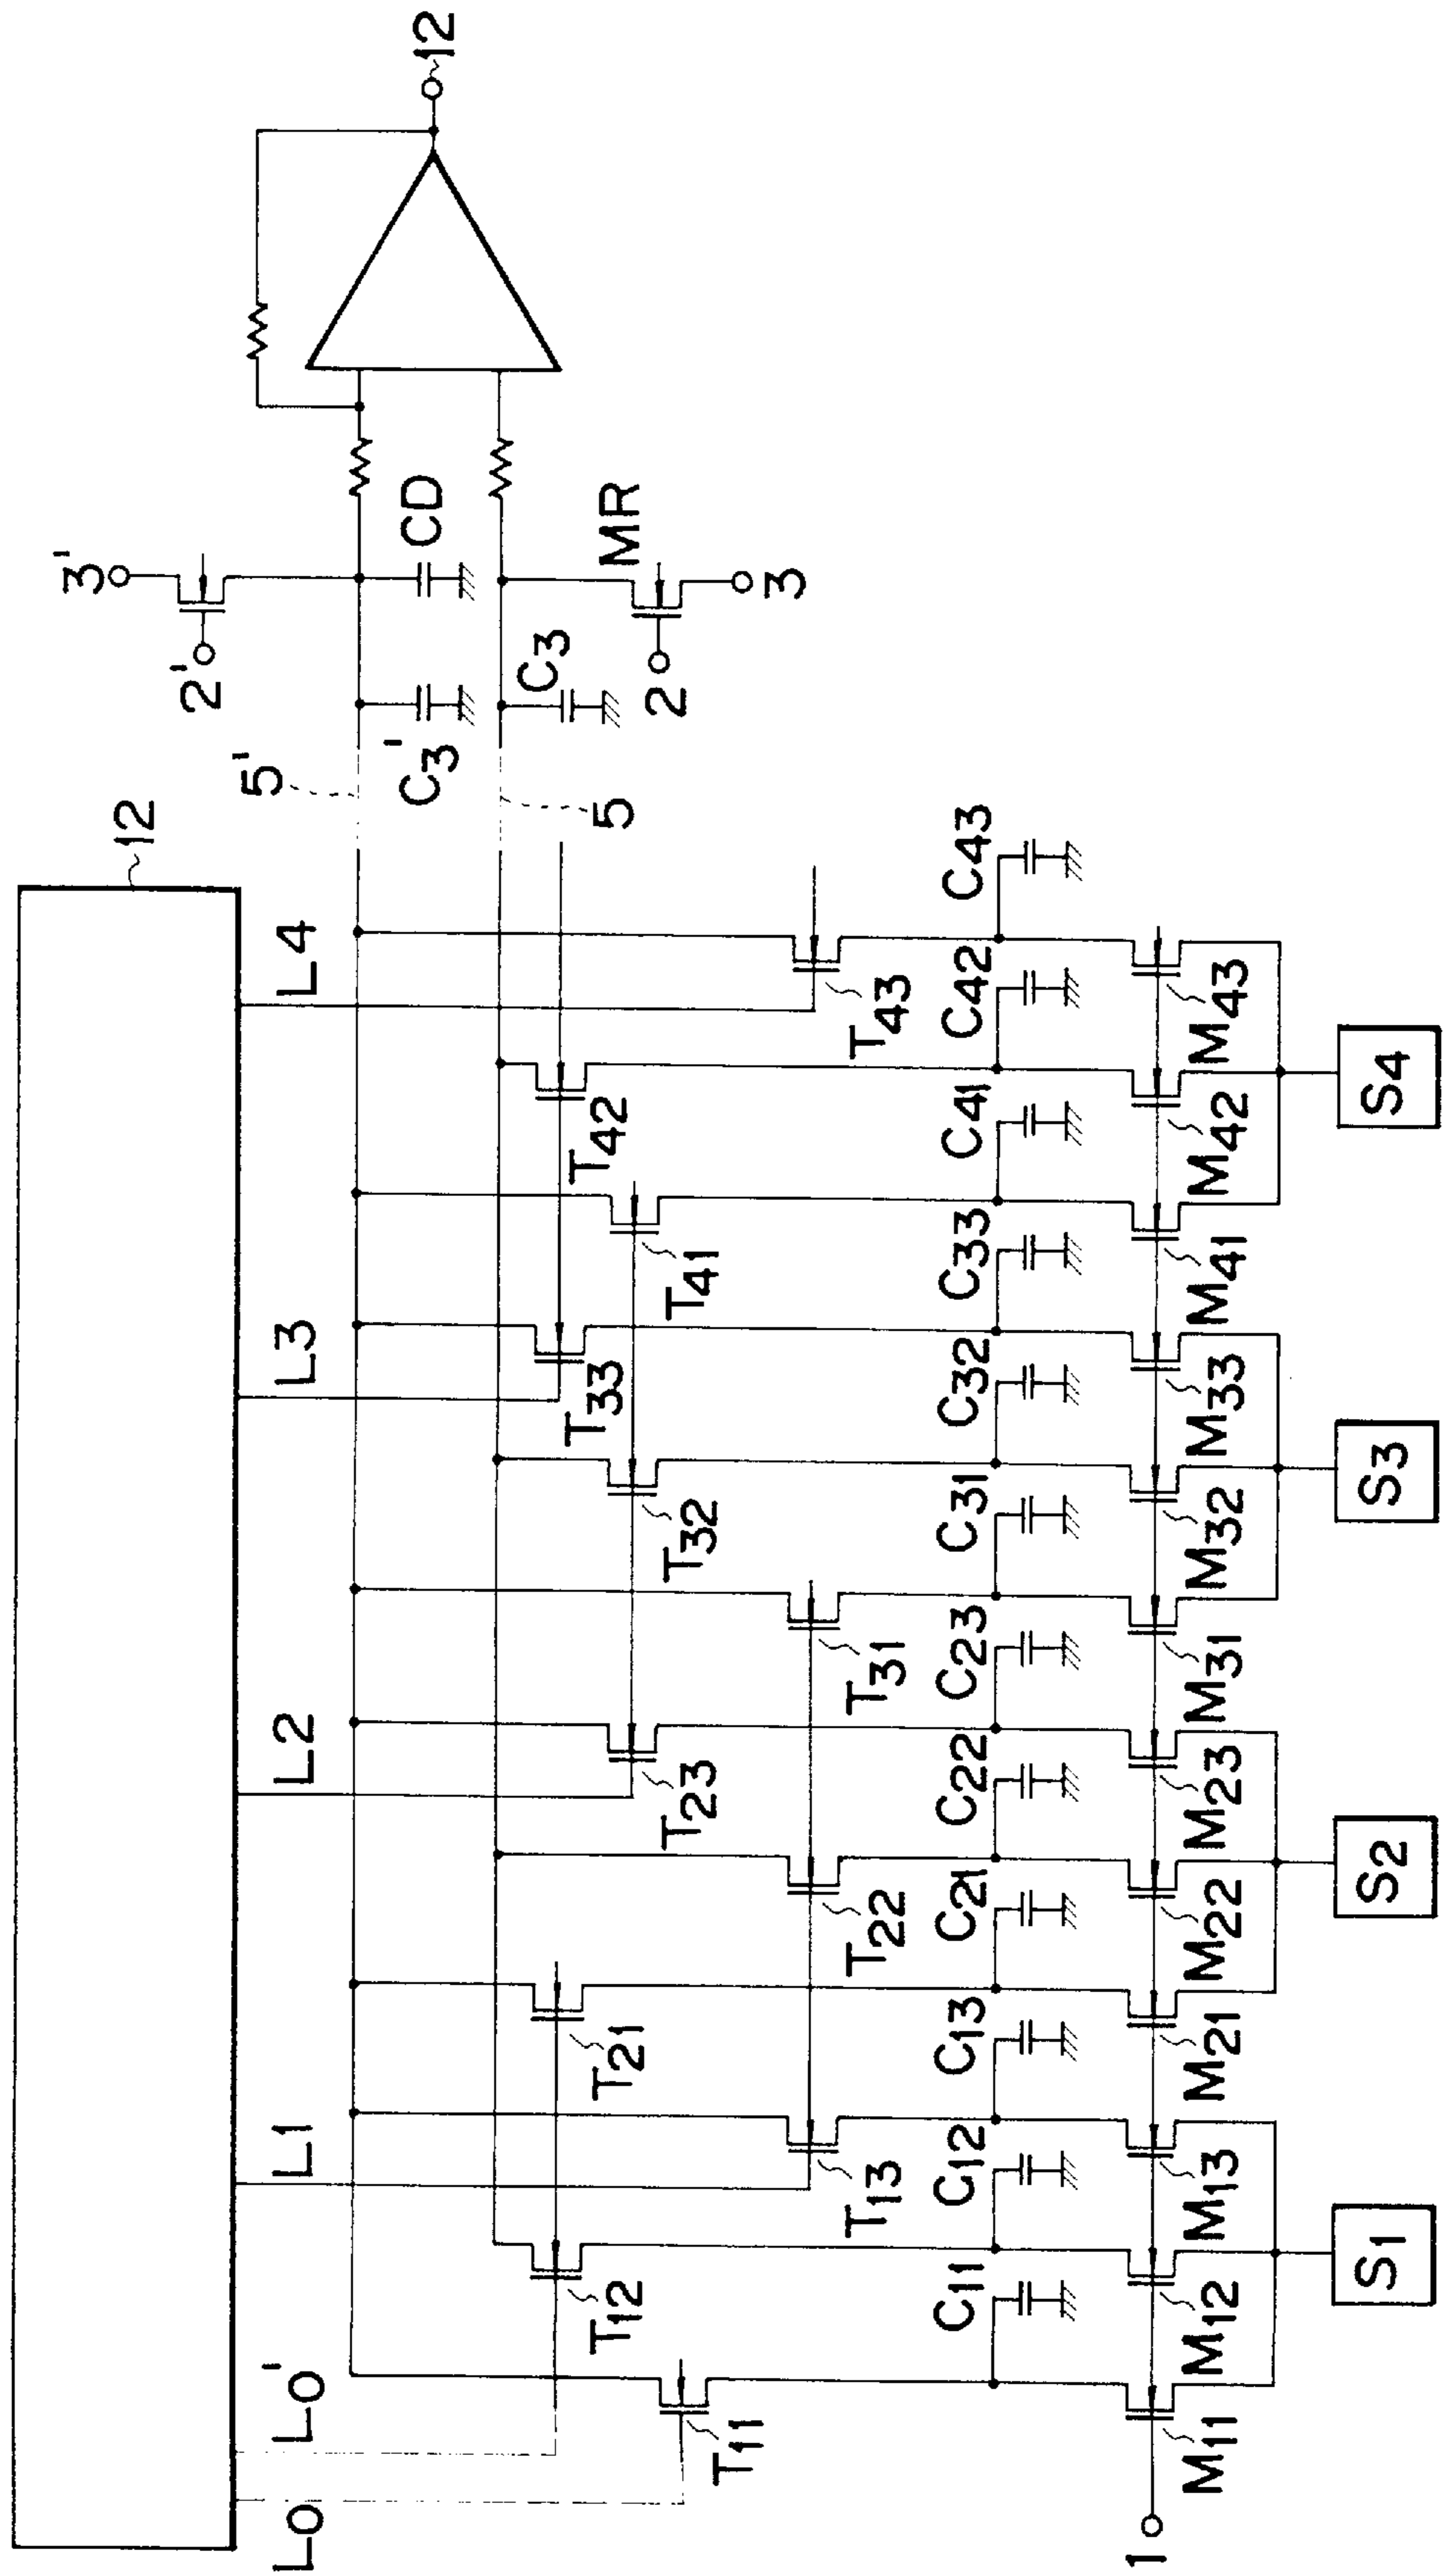 12
L0 L0' L1 L2 L3 L4
5' 5
2' 3'
C3' CD
C3 MR
2 3
12
T11 T12 T13 T21 T22 T23 T31 T32 T33 T41 T42 T43
C11 C12 C13 C21 C22 C23 C31 C32 C33 C41 C42 C43
1
M11 M12 M13 M21 M22 M23 M31 M32 M33 M41 M42 M43
S1 S2 S3 S4